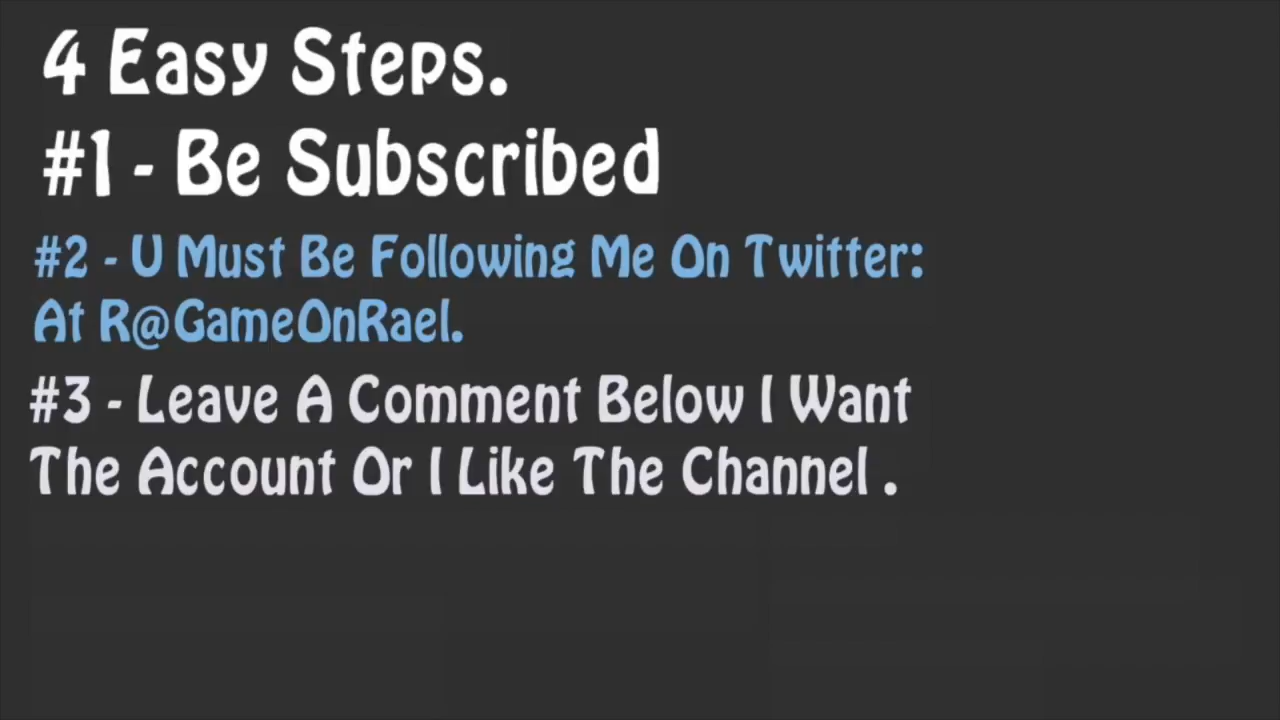 4 Easy Steps.
#1 - Be Subscribed
#2 - U Must Be Following Me On Twitter:
At R@GameOnRael.
#3 - Leave A Comment Below I Want
The Account Or I Like The Channel .